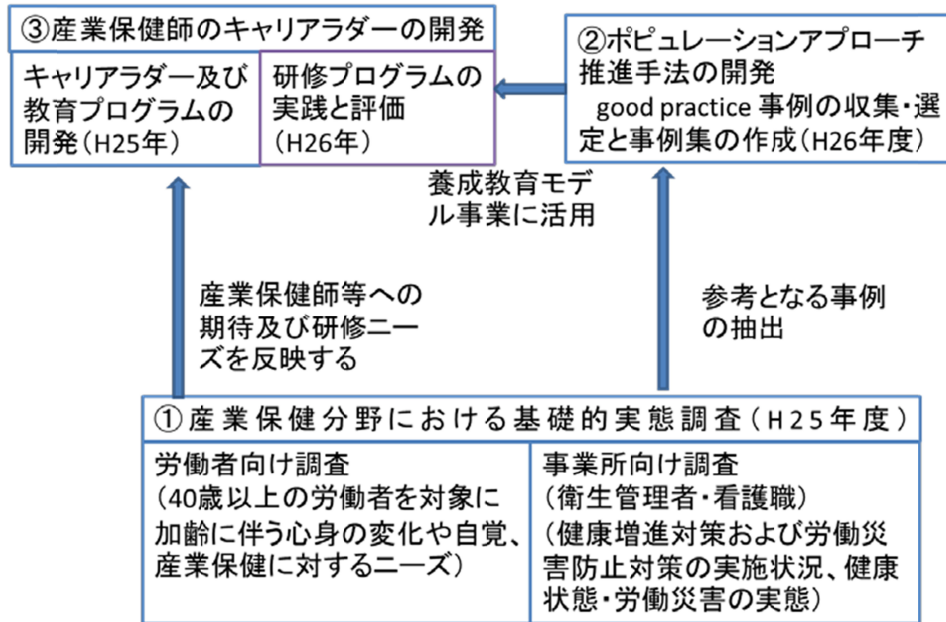 ③産業保健師のキャリアラダーの開発
キャリアラダー及び
教育プログラムの
開発(H25年)
研修プログラムの
実践と評価
(H26年)
②ポピュレーションアプローチ
推進手法の開発
good practice 事例の収集・選
定と事例集の作成(H26年度)
養成教育モデ
ル事業に活用
産業保健師等への
期待及び研修ニー
ズを反映する
参考となる事例
の抽出
①産業保健分野における基礎的実態調査(H25年度)
労働者向け調査
(40歳以上の労働者を対象に
加齢に伴う心身の変化や自覚、
産業保健に対するニーズ)
事業所向け調査
(衛生管理者・看護職)
(健康増進対策および労働災
害防止対策の実施状況、健康
状態・労働災害の実態)